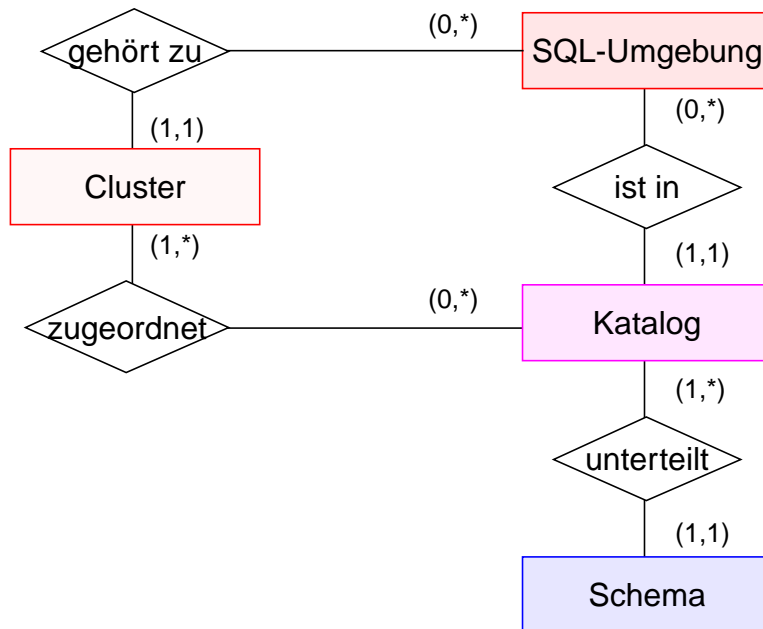 (0,*)
gehört zu
SQL-Umgebung
(1,1)
(0,*)
Cluster
ist in
(1,*)
(1,1)
(0,*)
zugeordnet
Katalog
(1,*)
unterteilt
(1,1)
Schema